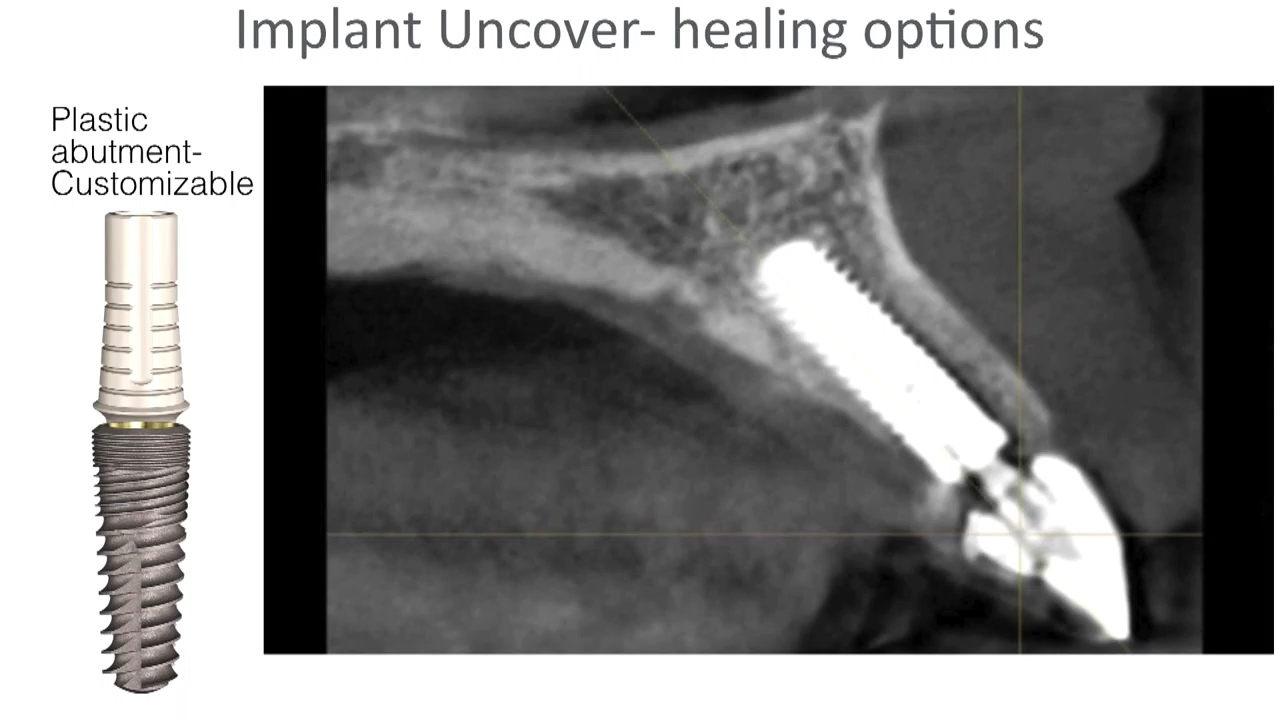 Implant Uncover- healing options
Plastic
abutment-
Customizable